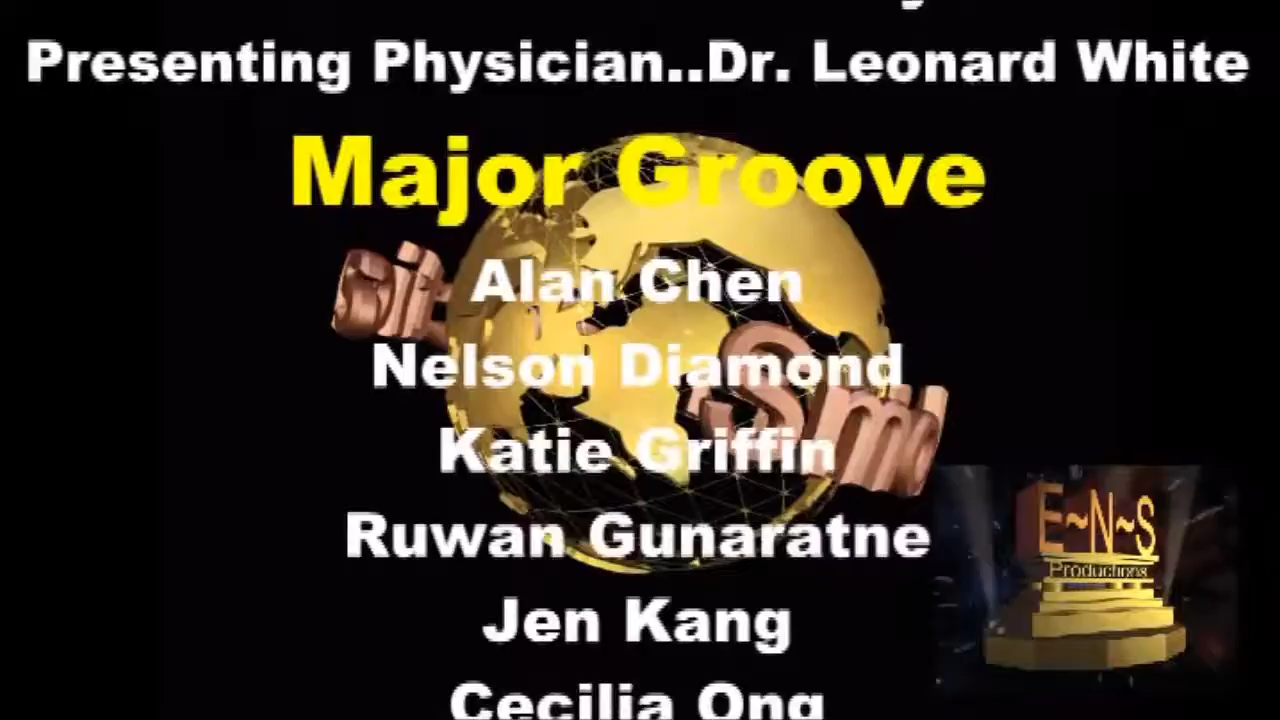 Presenting Physician..Dr. Leonard White
Major Groove
Alan Chen
Nelson Diamond
Katie Griffin
Ruwan Gunaratne
Jen Kang
Cecilia Ong
E~N~S
Productions